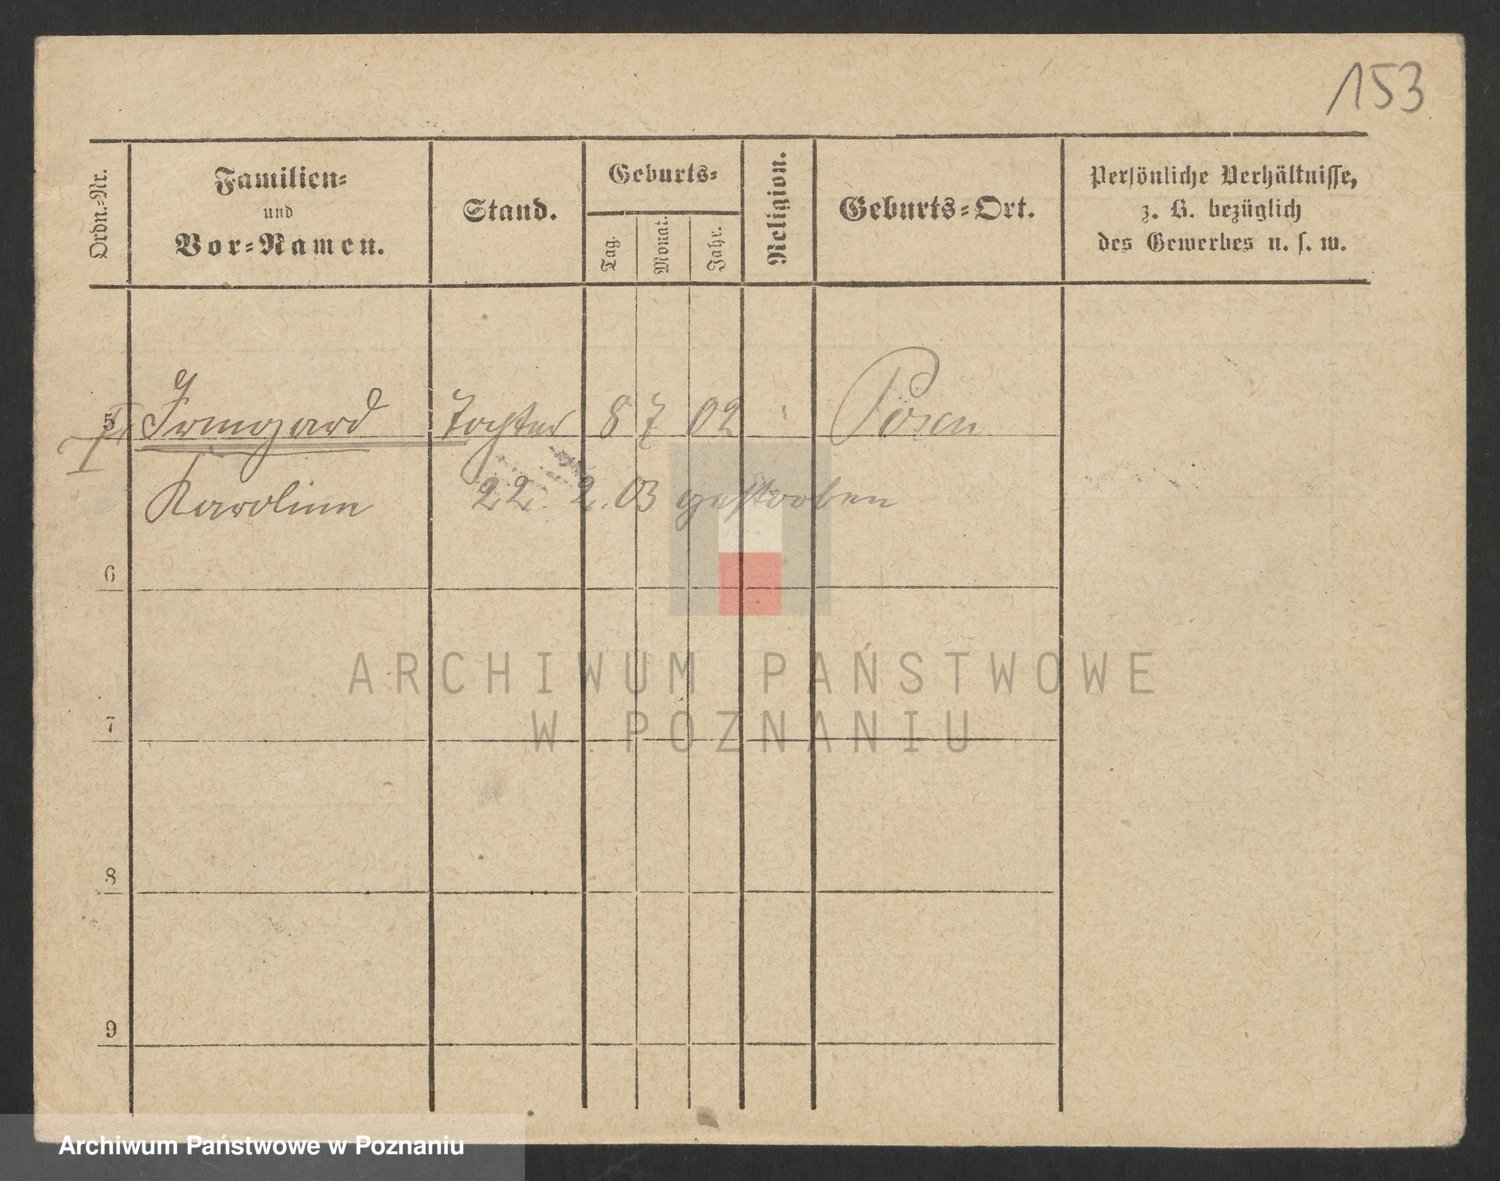 153
Ordn.-Nr.
Familien-
und
Vor-Namen.
Stand.
Geburts-
Tag.
Monat.
Jahr.
Religion.
Geburts-Ort.
Persönliche Verhältnisse,
z. B. bezüglich
des Gewerbes u. s. w.
5 Irmgard Tochter 8 7 02 Posen
Karoline 22. 2. 03 gestorben
6
7
8
9
ARCHIWUM PAŃSTWOWE
W POZNANIU
Archiwum Państwowe w Poznaniu